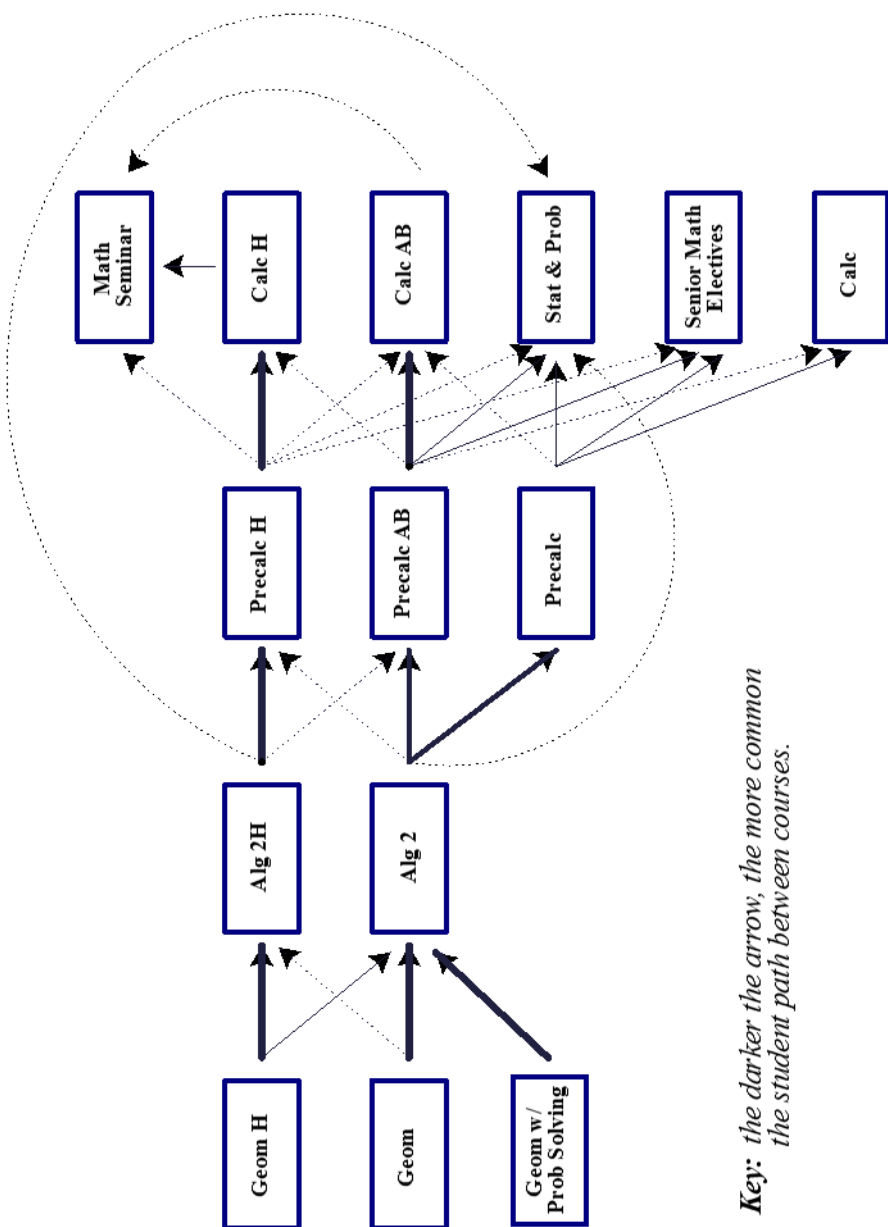 Geom H
Geom
Geom w/
Prob Solving
Alg 2H
Alg 2
Precalc H
Precalc AB
Precalc
Math
Seminar
Calc H
Calc AB
Stat & Prob
Senior Math
Electives
Calc
Key: the darker the arrow, the more common
the student path between courses.